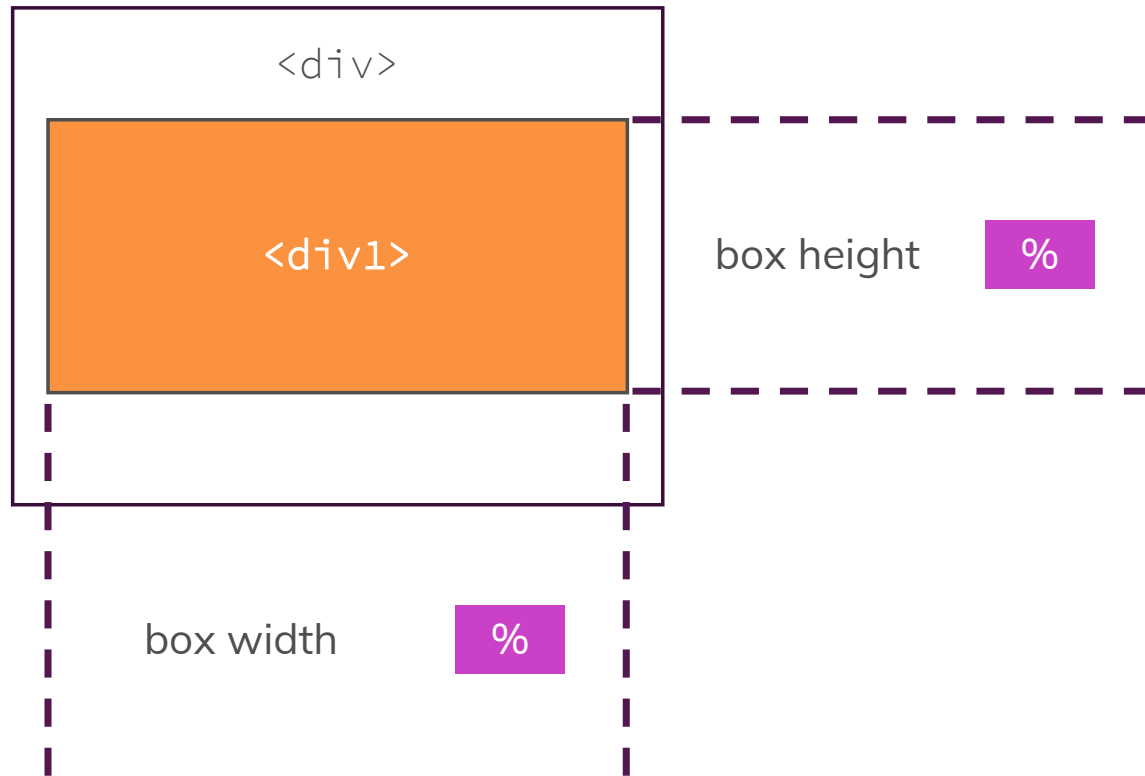 <div>
<div1>
box height %
box width %